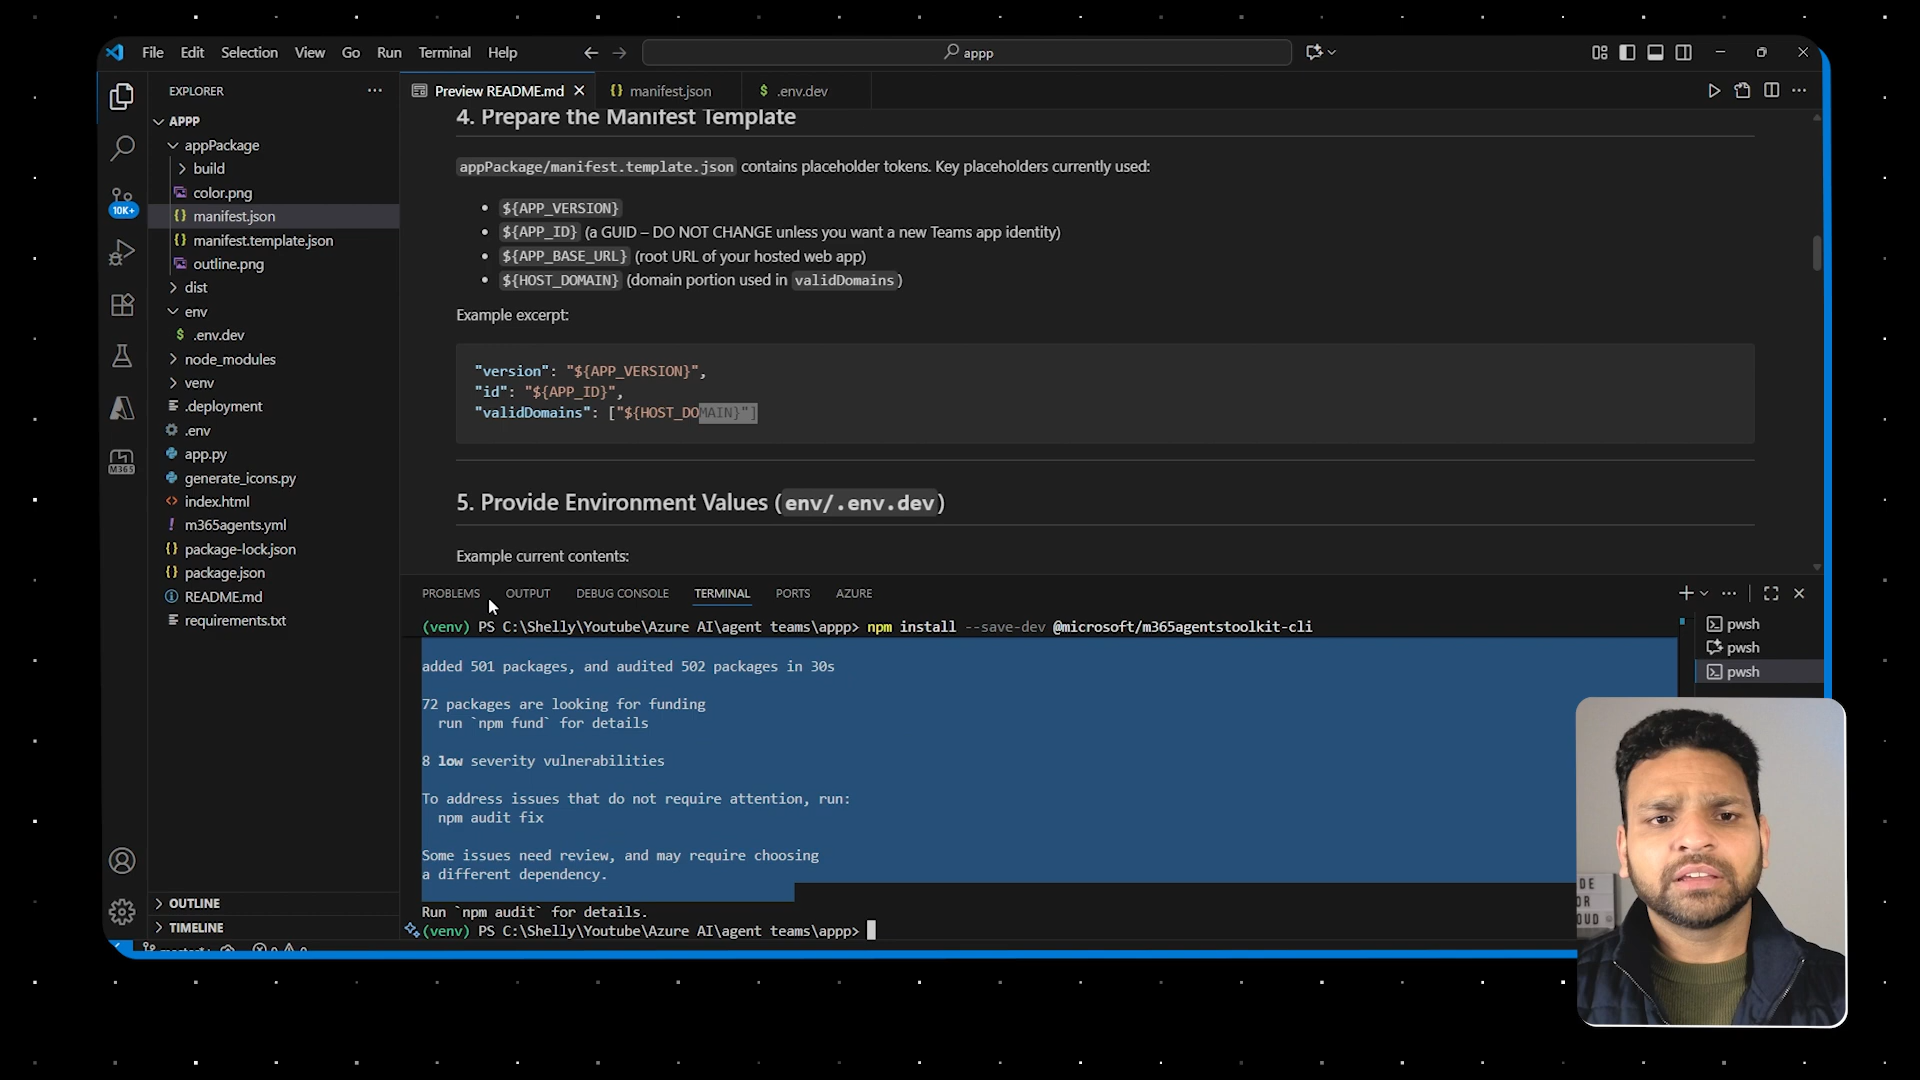 File Edit Selection View Go Run Terminal Help
appp
EXPLORER
Preview README.md
manifest.json
.env.dev
APPP
appPackage
build
color.png
manifest.json
manifest.template.json
outline.png
dist
env
.env.dev
node_modules
venv
.deployment
.env
app.py
generate_icons.py
index.html
m365agents.yml
package-lock.json
package.json
README.md
requirements.txt
OUTLINE
TIMELINE
10K+
M365
4. Prepare the Manifest Template
appPackage/manifest.template.json contains placeholder tokens. Key placeholders currently used:
• ${APP_VERSION}
• ${APP_ID} (a GUID – DO NOT CHANGE unless you want a new Teams app identity)
• ${APP_BASE_URL} (root URL of your hosted web app)
• ${HOST_DOMAIN} (domain portion used in validDomains)
Example excerpt:
"version": "${APP_VERSION}",
"id": "${APP_ID}",
"validDomains": ["${HOST_DOMAIN}"]
5. Provide Environment Values (env/.env.dev)
Example current contents:
PROBLEMS OUTPUT DEBUG CONSOLE TERMINAL PORTS AZURE
(venv) PS C:\Shelly\Youtube\Azure AI\agent teams\appp> npm install --save-dev @microsoft/m365agentstoolkit-cli
added 501 packages, and audited 502 packages in 30s
72 packages are looking for funding
run `npm fund` for details
8 low severity vulnerabilities
To address issues that do not require attention, run:
npm audit fix
Some issues need review, and may require choosing
a different dependency.
Run `npm audit` for details.
(venv) PS C:\Shelly\Youtube\Azure AI\agent teams\appp>
pwsh
pwsh
pwsh